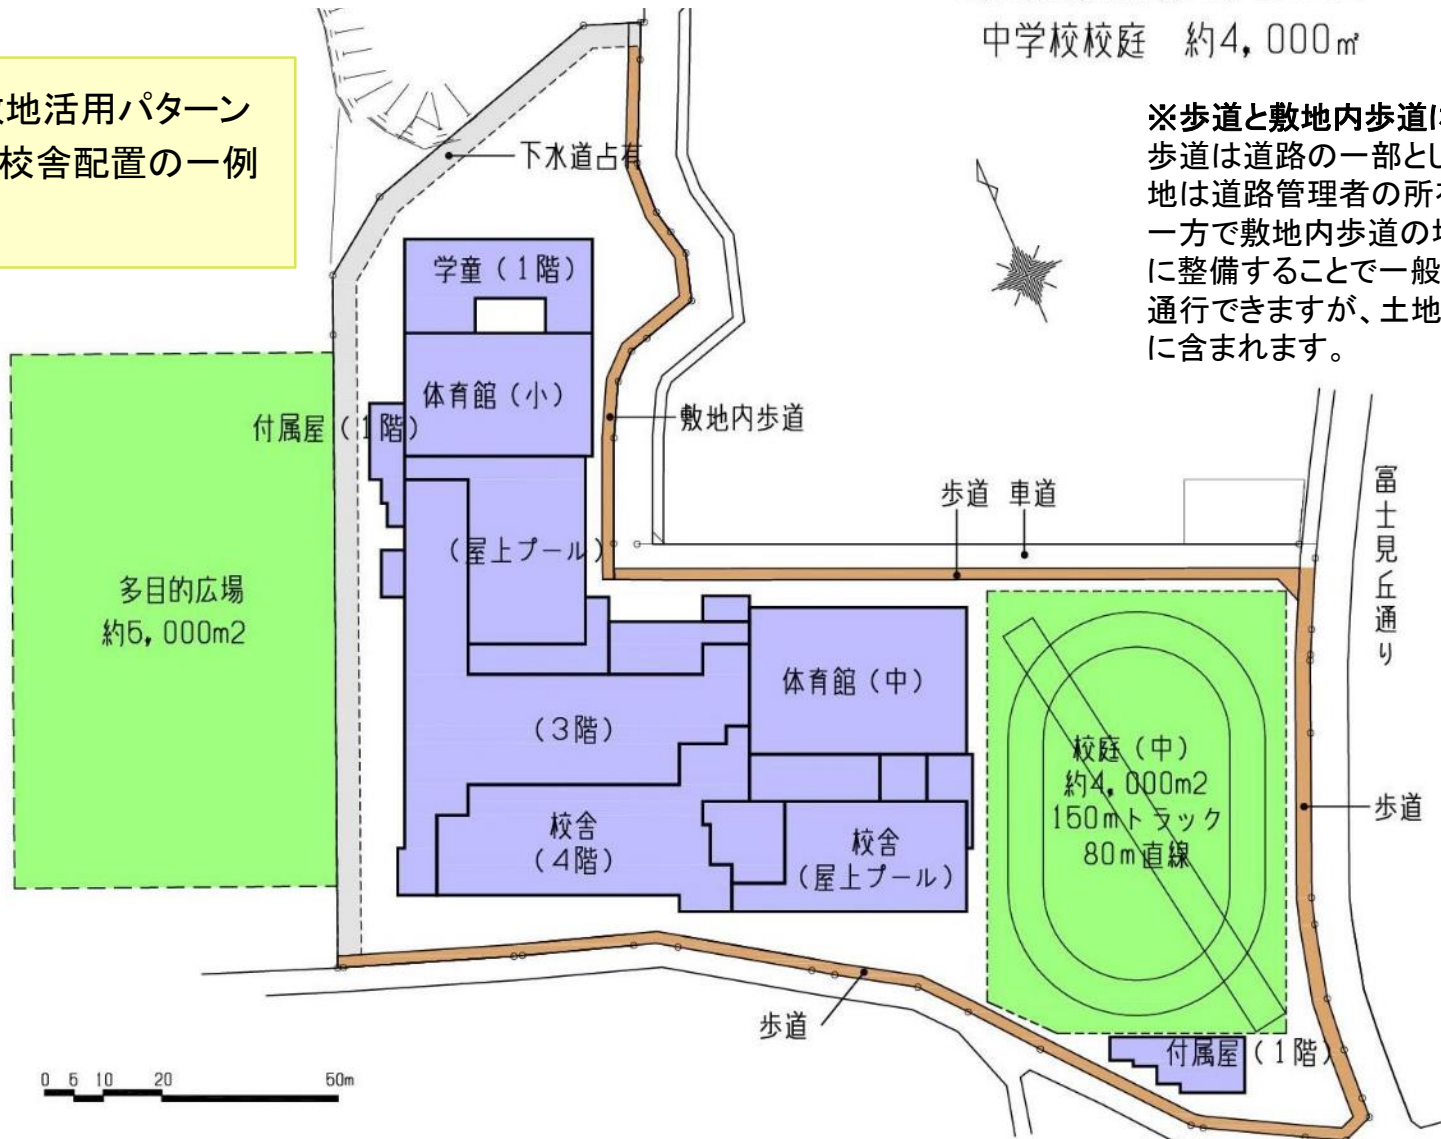 中学校校庭　約4,000㎡
地活用パターン
校舎配置の一例
※歩道と敷地内歩道は
歩道は道路の一部とし
地は道路管理者の所
一方で敷地内歩道の
に整備することで一般
通行できますが、土地
に含まれます。
下水道占有
学童（1階）
体育館（小）
付属屋（1階）
敷地内歩道
（屋上プール）
歩道
車道
富士見丘通り
多目的広場
約5,000m2
体育館（中）
（3階）
校庭（中）
約4,000m2
150mトラック
80m直線
歩道
校舎
（4階）
校舎
（屋上プール）
歩道
付属屋（1階）
0 5 10 20 50m